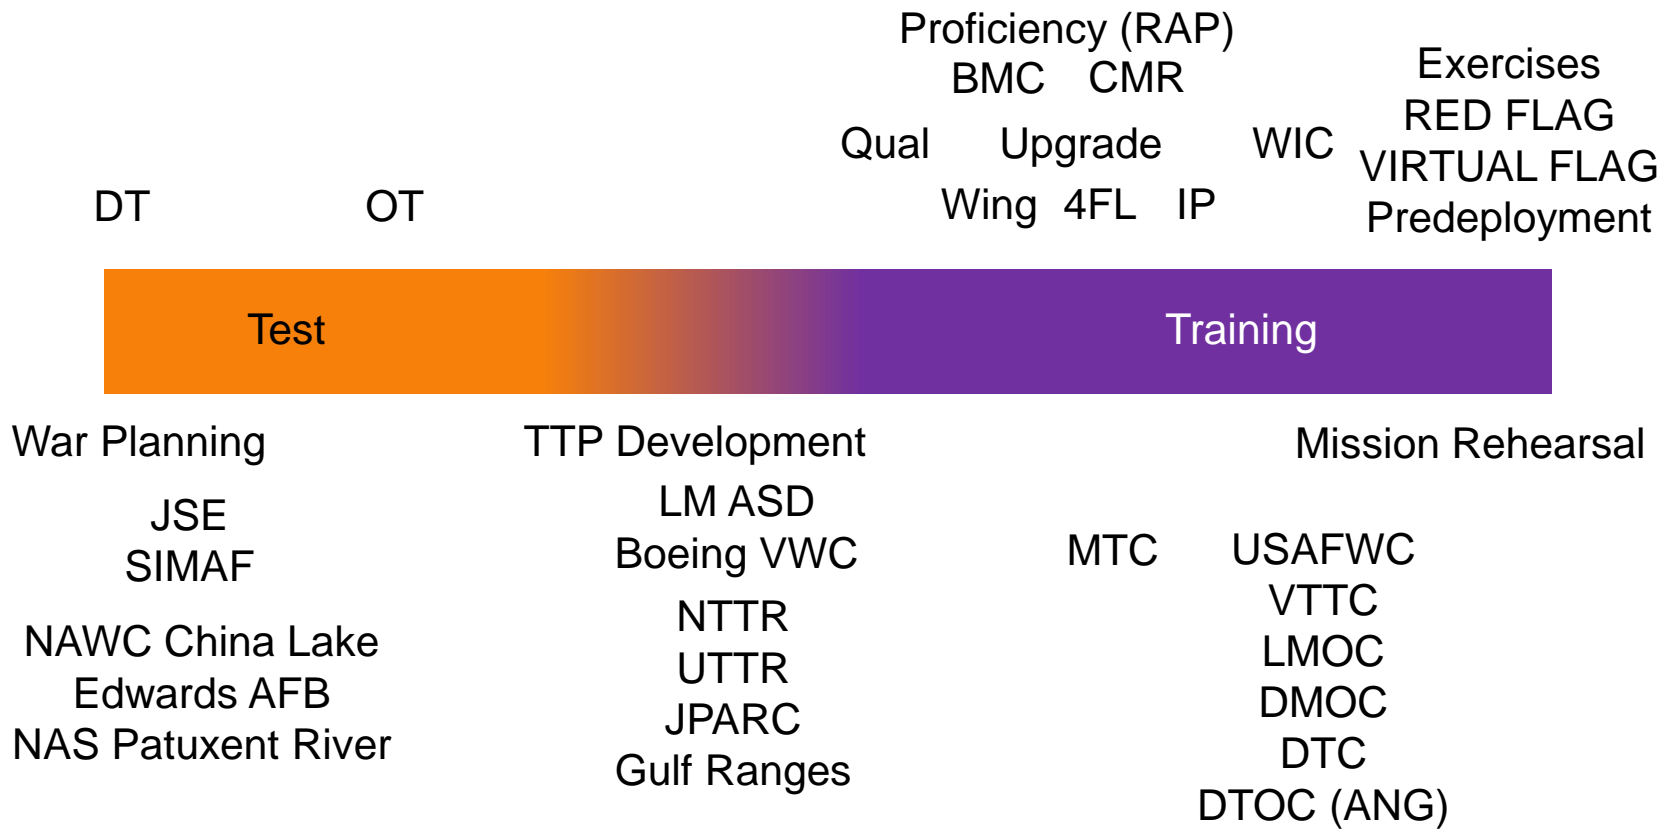 Proficiency (RAP)
BMC CMR
Qual Upgrade WIC
Wing 4FL IP
Exercises
RED FLAG
VIRTUAL FLAG
Predeployment
DT OT
Test Training
War Planning TTP Development Mission Rehearsal
JSE
SIMAF
NAWC China Lake
Edwards AFB
NAS Patuxent River
LM ASD
Boeing VWC
NTTR
UTTR
JPARC
Gulf Ranges
MTC USAFWC
VTTC
LMOC
DMOC
DTC
DTOC (ANG)